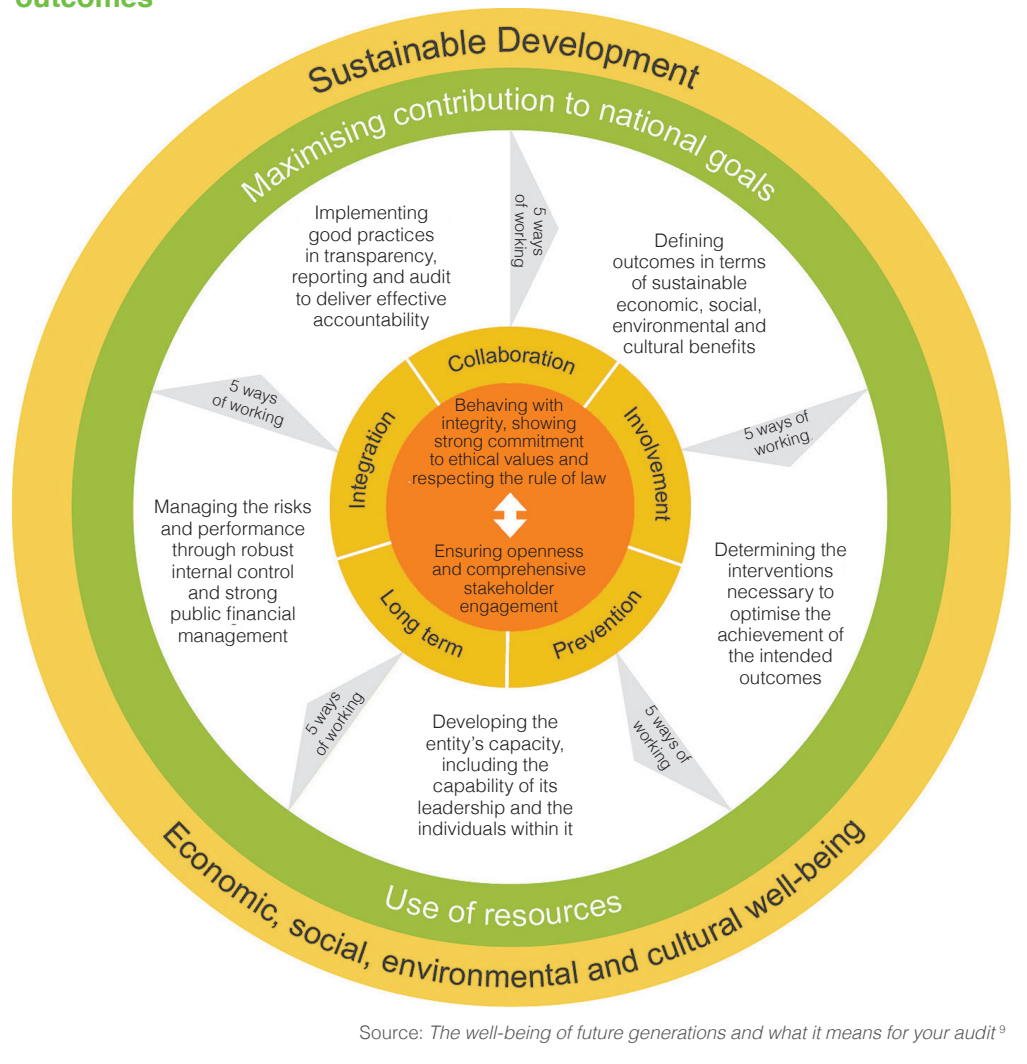 outcomes
Sustainable Development
Maximising contribution to national goals
5 ways
of working
Implementing
good practices
in transparency,
reporting and audit
to deliver effective
accountability
Defining
outcomes in terms
of sustainable
economic, social,
environmental and
cultural benefits
5 ways
of working
Collaboration
Integration
Involvement
Behaving with
integrity, showing
strong commitment
to ethical values and
respecting the rule of law
5 ways of
working
Managing the risks
and performance
through robust
internal control
and strong
public financial
management
Ensuring openness
and comprehensive
stakeholder
engagement
Determining the
interventions
necessary to
optimise the
achievement of
the intended
outcomes
Long term
Prevention
5 ways
of working
Developing the
entity’s capacity,
including the
capability of its
leadership and the
individuals within it
5 ways of
working
Use of resources
Economic, social, environmental and cultural well-being
Source: The well-being of future generations and what it means for your audit 9